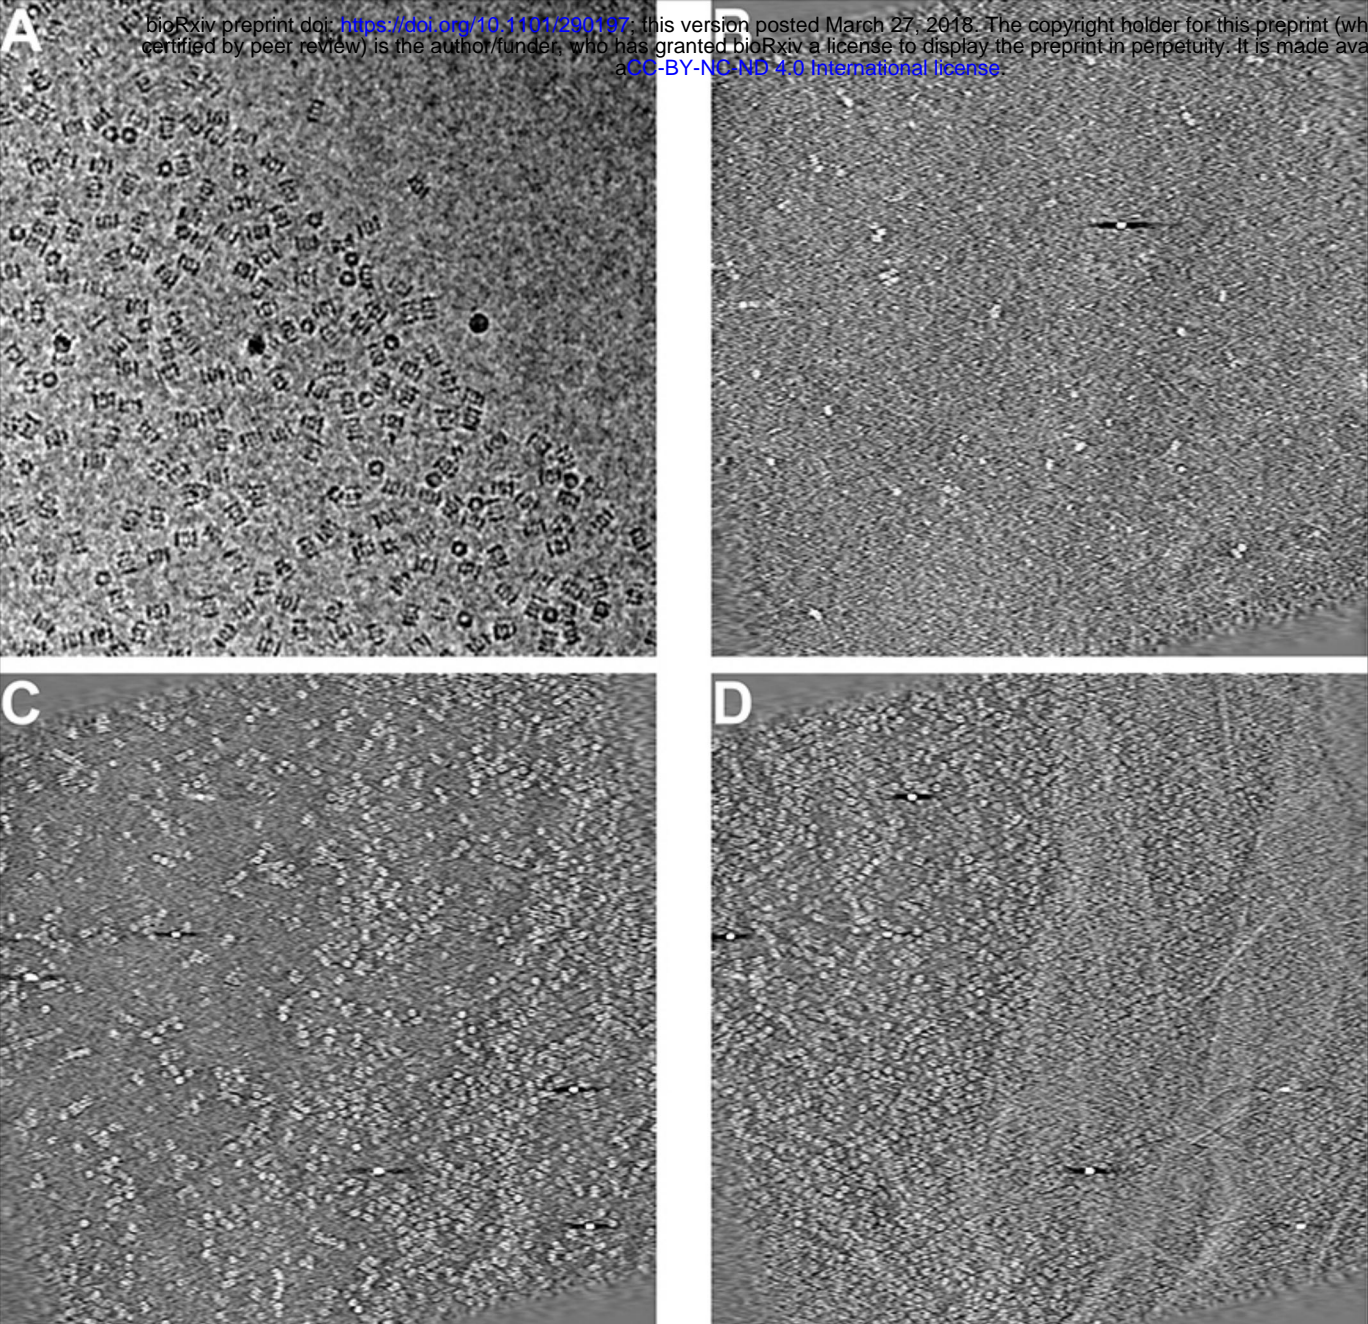 A
B
bioRxiv preprint doi: https://doi.org/10.1101/290197; this version posted March 27, 2018. The copyright holder for this preprint (wh
certified by peer review) is the author/funder, who has granted bioRxiv a license to display the preprint in perpetuity. It is made ava
aCC-BY-NC-ND 4.0 International license.
C
D